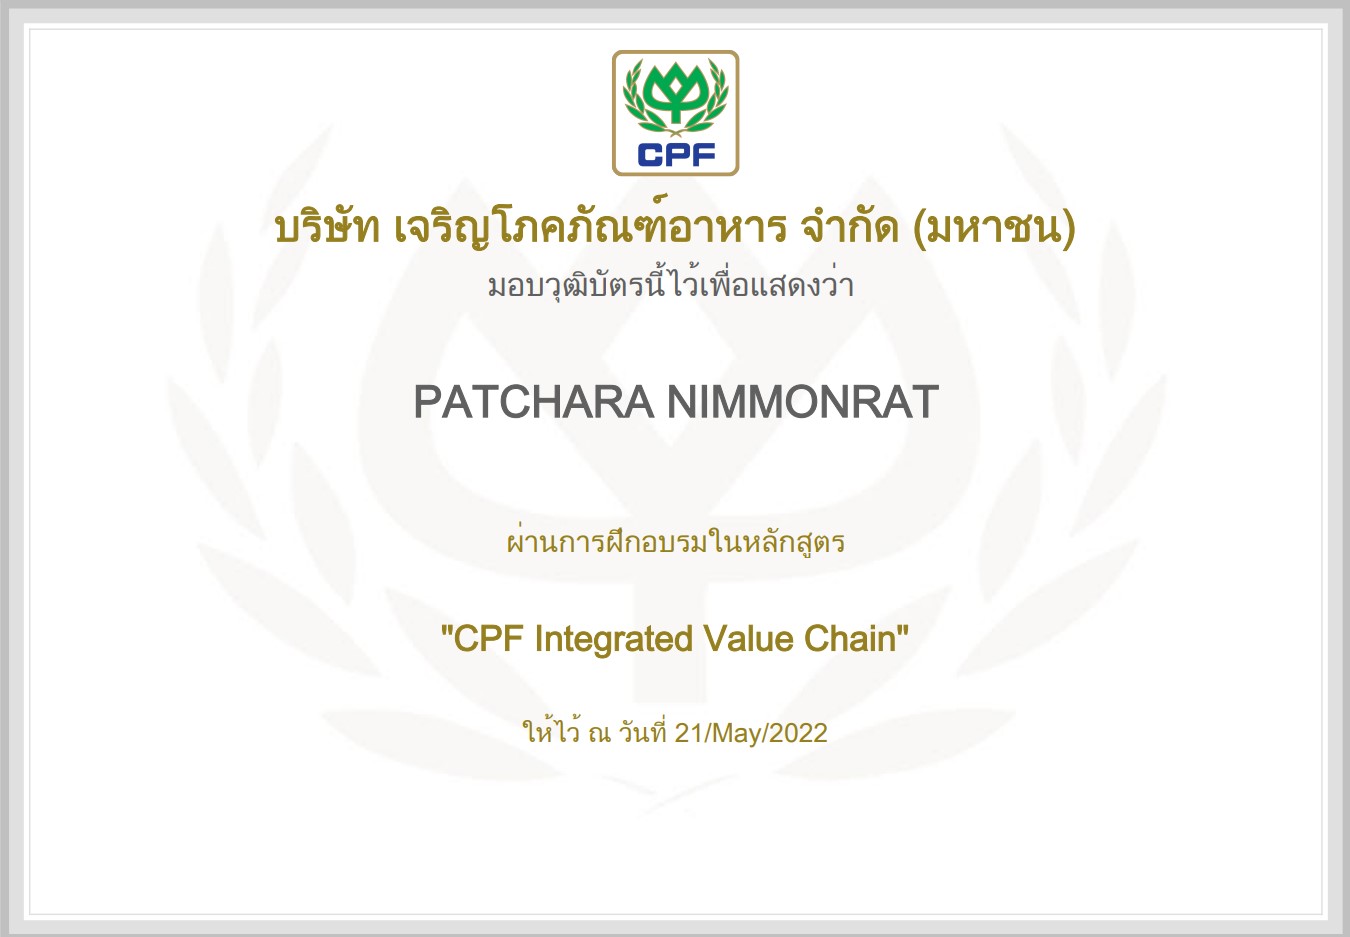 CPF
บริษัท เจริญโภคภัณฑ์อาหาร จำกัด (มหาชน)
มอบวุฒิบัตรนี้ไว้เพื่อแสดงว่า
PATCHARA NIMMONRAT
ผ่านการฝึกอบรมในหลักสูตร
"CPF Integrated Value Chain"
ให้ไว้ ณ วันที่ 21/May/2022